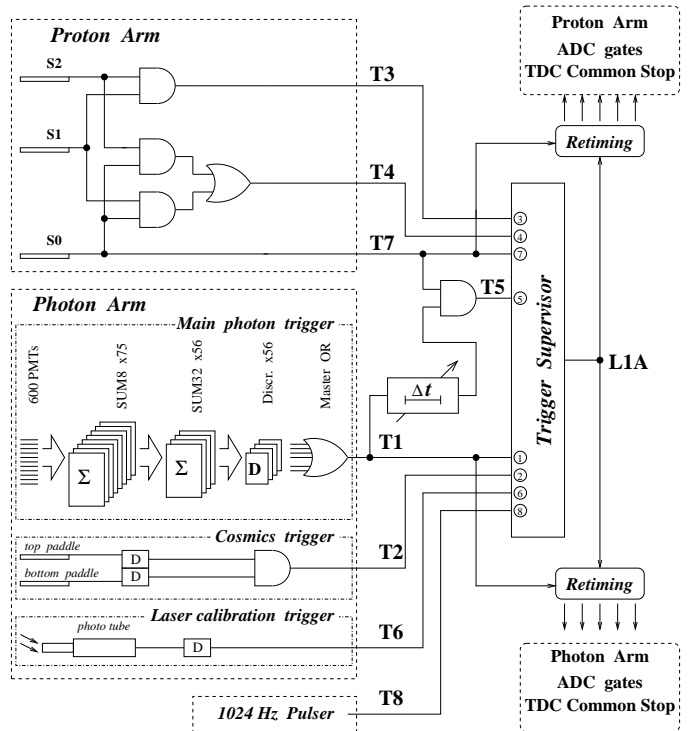 Proton Arm
S2
S1
S0
T3
T4
T7
Proton Arm
ADC gates
TDC Common Stop
Retiming
3
4
7
5
1
2
6
8
Trigger Supervisor
L1A
T5
Δt
T1
Photon Arm
Main photon trigger
600 PMTs
SUM8 x75
SUM32 x56
Discr. x56
Master OR
Σ
Σ
D
Cosmics trigger
top paddle
bottom paddle
D
D
T2
Laser calibration trigger
photo tube
D
T6
1024 Hz Pulser
T8
Retiming
Photon Arm
ADC gates
TDC Common Stop